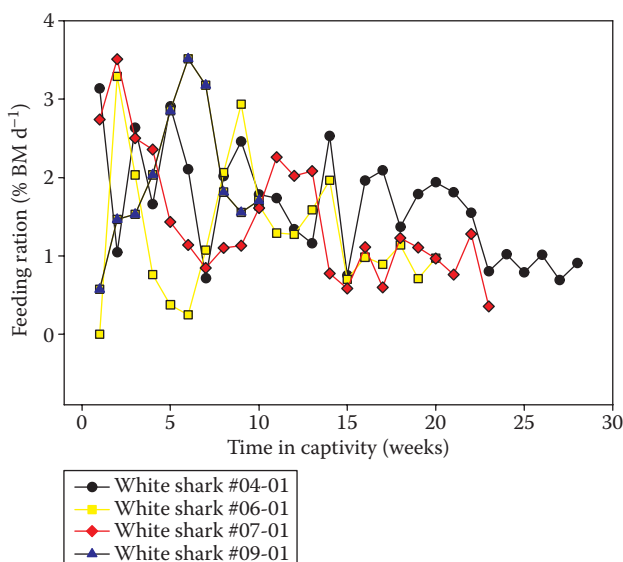 4
3
2
1
0
Feeding ration (% BM d⁻¹)
0 5 10 15 20 25 30
Time in captivity (weeks)
White shark #04-01
White shark #06-01
White shark #07-01
White shark #09-01